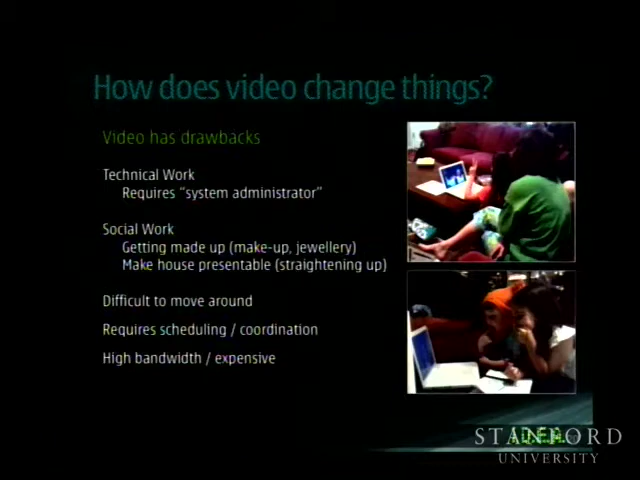 How does video change things?
Video has drawbacks
Technical Work
Requires “system administrator”
Social Work
Getting made up (make-up, jewellery)
Make house presentable (straightening up)
Difficult to move around
Requires scheduling / coordination
High bandwidth / expensive
STANFORD
UNIVERSITY